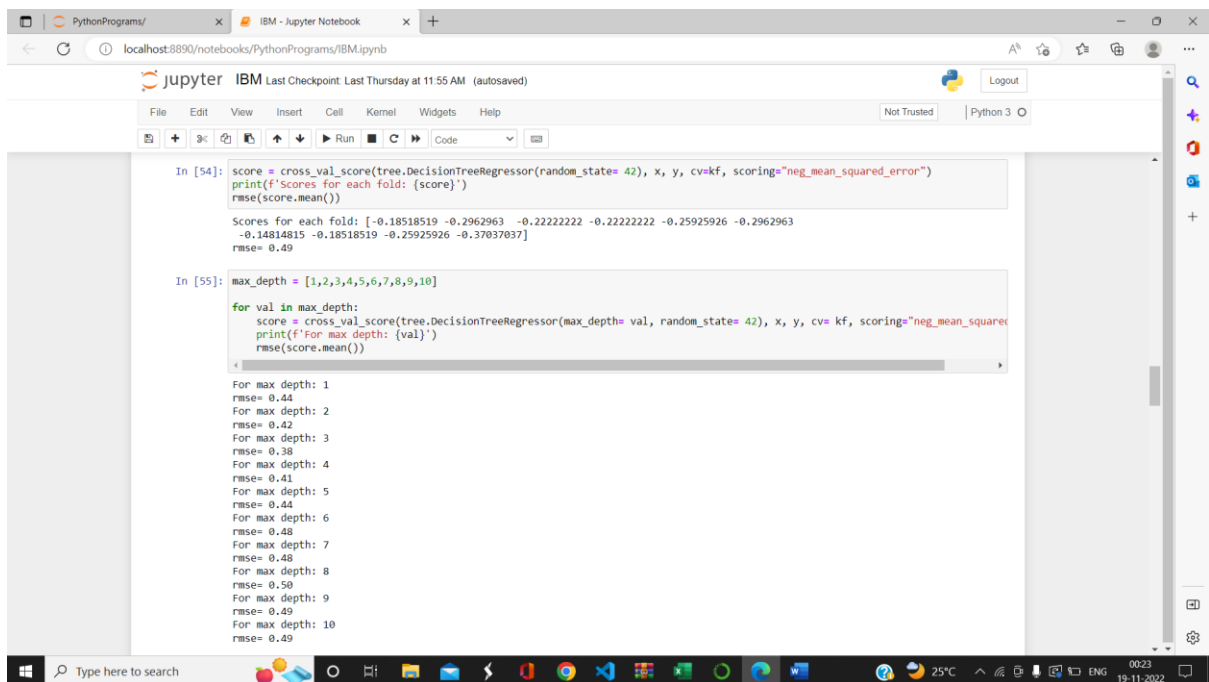 PythonPrograms/
IBM - Jupyter Notebook
localhost:8890/notebooks/PythonPrograms/IBM.ipynb
jupyter IBM Last Checkpoint: Last Thursday at 11:55 AM (autosaved)
Logout
File Edit View Insert Cell Kernel Widgets Help
Not Trusted Python 3
Run Code
In [54]: score = cross_val_score(tree.DecisionTreeRegressor(random_state= 42), x, y, cv=kf, scoring="neg_mean_squared_error")
print(f'Scores for each fold: {score}')
rmse(score.mean())
Scores for each fold: [-0.18518519 -0.2962963  -0.22222222 -0.22222222 -0.25925926 -0.2962963
-0.14814815 -0.18518519 -0.25925926 -0.37037037]
rmse= 0.49
In [55]: max_depth = [1,2,3,4,5,6,7,8,9,10]
for val in max_depth:
score = cross_val_score(tree.DecisionTreeRegressor(max_depth= val, random_state= 42), x, y, cv= kf, scoring="neg_mean_squared
print(f'For max depth: {val}')
rmse(score.mean())
For max depth: 1
rmse= 0.44
For max depth: 2
rmse= 0.42
For max depth: 3
rmse= 0.38
For max depth: 4
rmse= 0.41
For max depth: 5
rmse= 0.44
For max depth: 6
rmse= 0.48
For max depth: 7
rmse= 0.48
For max depth: 8
rmse= 0.50
For max depth: 9
rmse= 0.49
For max depth: 10
rmse= 0.49
Type here to search
25°C
ENG
00:23
19-11-2022